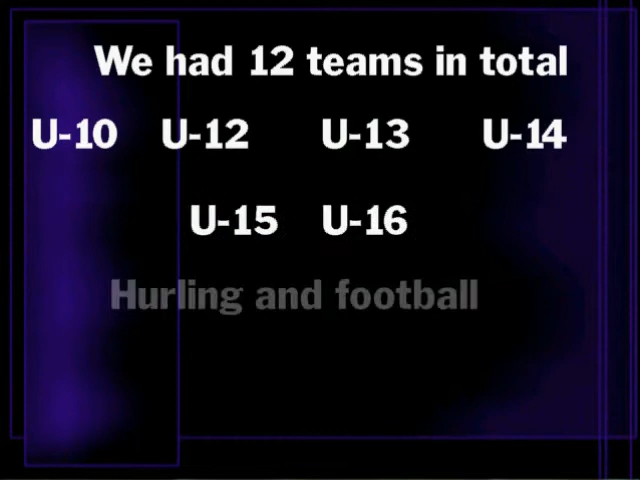 We had 12 teams in total
U-10 U-12 U-13 U-14
U-15 U-16
Hurling and football